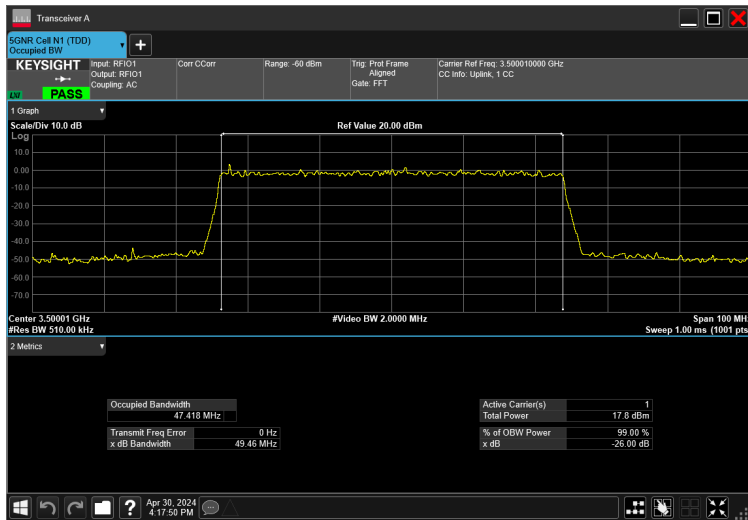 Transceiver A
5GNR Cell N1 (TDD)
Occupied BW
KEYSIGHT
LXI
PASS
Input: RFIO1
Output: RFIO1
Coupling: AC
Corr CCorr
Range: -60 dBm
Trig: Prot Frame
Aligned
Gate: FFT
Carrier Ref Freq: 3.500010000 GHz
CC Info: Uplink, 1 CC
1 Graph
Scale/Div 10.0 dB
Ref Value 20.00 dBm
Log
10.0
0.00
-10.0
-20.0
-30.0
-40.0
-50.0
-60.0
-70.0
Center 3.50001 GHz
#Video BW 2.0000 MHz
Span 100 MH
#Res BW 510.00 kHz
Sweep 1.00 ms (1001 pts
2 Metrics
Occupied Bandwidth
47.418 MHz
Transmit Freq Error 0 Hz
x dB Bandwidth 49.46 MHz
Active Carrier(s) 1
Total Power 17.8 dBm
% of OBW Power 99.00 %
x dB -26.00 dB
Apr 30, 2024
4:17:50 PM